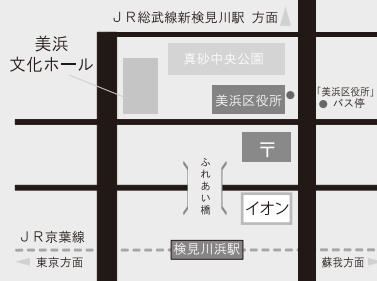 JR総武線新検見川駅 方面
美浜
文化ホール
真砂中央公園
美浜区役所
「美浜区役所」
バス停
〒
ふれあい橋
イオン
JR京葉線
検見川浜駅
東京方面
蘇我方面